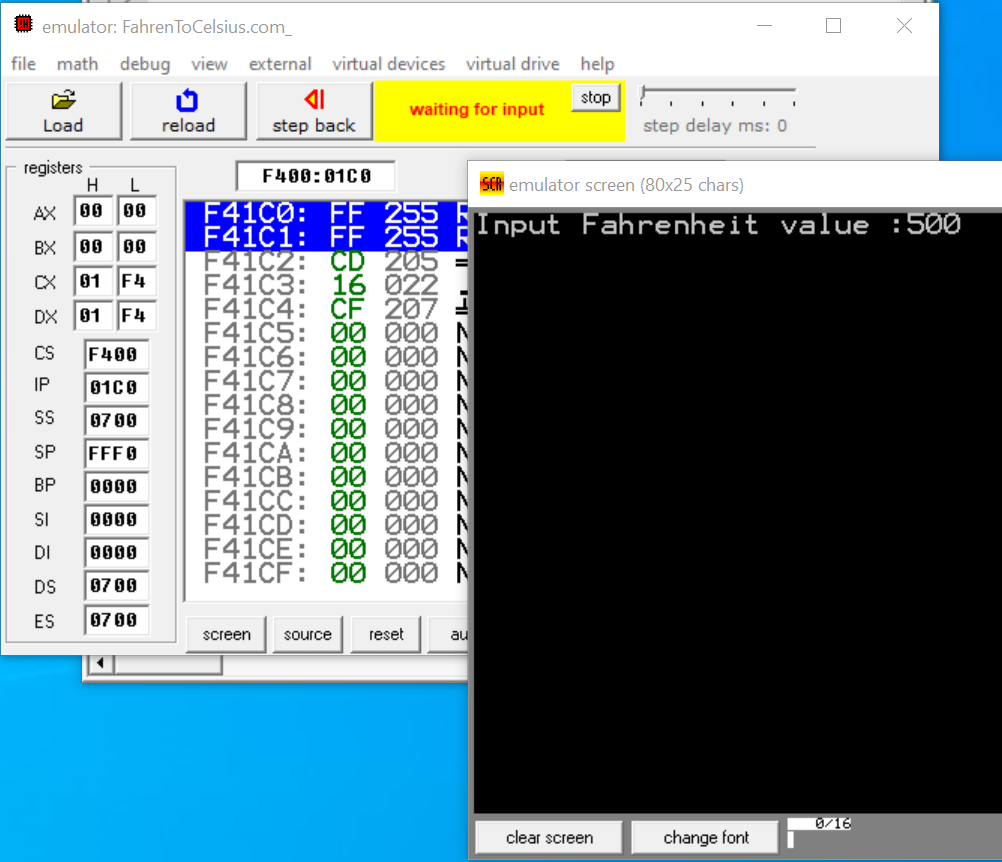 emulator: FahrenToCelsius.com_
file math debug view external virtual devices virtual drive help
Load
reload
step back
waiting for input
stop
step delay ms: 0
registers
F400:01C0
H L
AX 00 00
BX 00 00
CX 01 F4
DX 01 F4
CS F400
IP 01C0
SS 0700
SP FFF0
BP 0000
SI 0000
DI 0000
DS 0700
ES 0700
F41C0: FF 255 R
F41C1: FF 255 R
F41C2: CD 205 =
F41C3: 16 022
F41C4: CF 207
F41C5: 00 000 N
F41C6: 00 000 N
F41C7: 00 000 N
F41C8: 00 000 N
F41C9: 00 000 N
F41CA: 00 000 N
F41CB: 00 000 N
F41CC: 00 000 N
F41CD: 00 000 N
F41CE: 00 000 N
F41CF: 00 000 N
screen source reset au
SCR emulator screen (80x25 chars)
Input Fahrenheit value :500
clear screen
change font
0/16